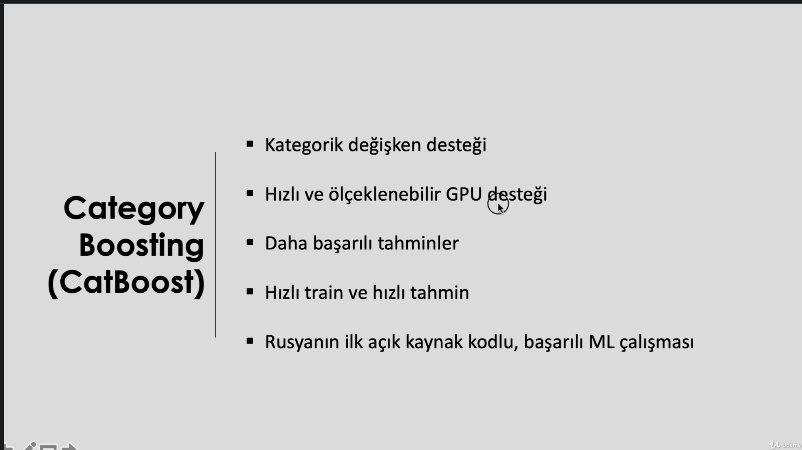 Category
Boosting
(CatBoost)
▪ Kategorik değişken desteği
▪ Hızlı ve ölçeklenebilir GPU desteği
▪ Daha başarılı tahminler
▪ Hızlı train ve hızlı tahmin
▪ Rusyanın ilk açık kaynak kodlu, başarılı ML çalışması
Udemy